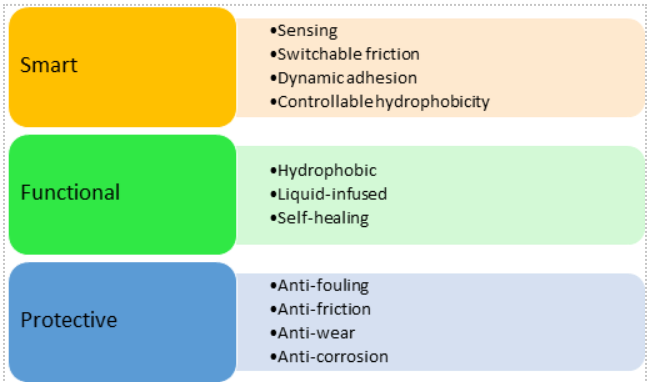 Smart
•Sensing
•Switchable friction
•Dynamic adhesion
•Controllable hydrophobicity
Functional
•Hydrophobic
•Liquid-infused
•Self-healing
Protective
•Anti-fouling
•Anti-friction
•Anti-wear
•Anti-corrosion